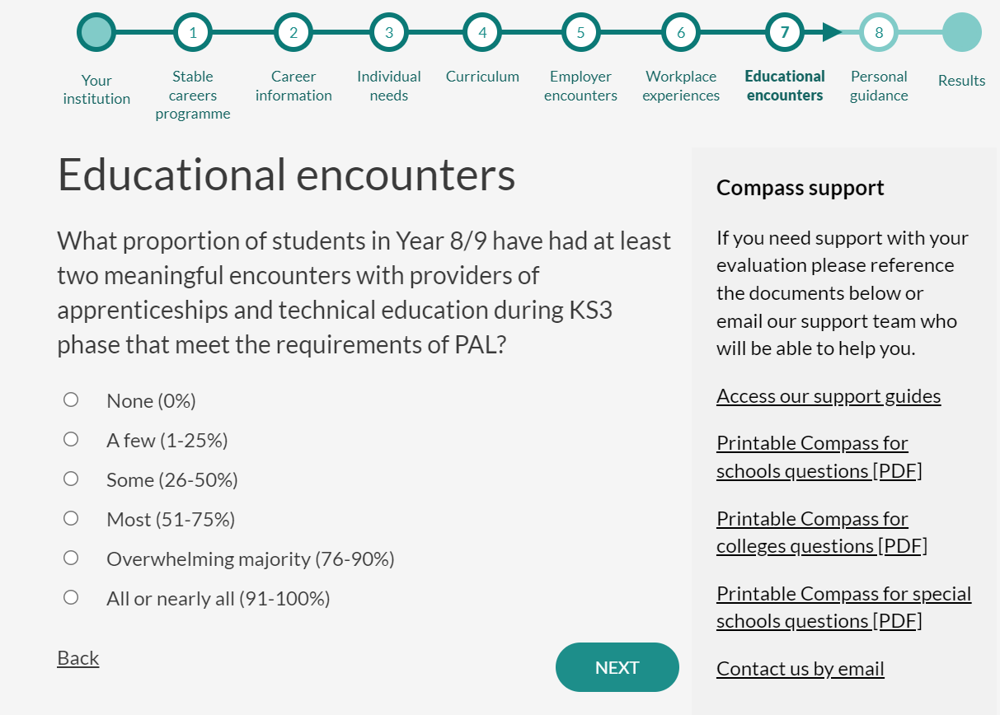 1
2
3
4
5
6
7
8
Your
institution
Stable
careers
programme
Career
information
Individual
needs
Curriculum
Employer
encounters
Workplace
experiences
Educational
encounters
Personal
guidance
Results
Educational encounters
What proportion of students in Year 8/9 have had at least
two meaningful encounters with providers of
apprenticeships and technical education during KS3
phase that meet the requirements of PAL?
None (0%)
A few (1-25%)
Some (26-50%)
Most (51-75%)
Overwhelming majority (76-90%)
All or nearly all (91-100%)
Back
NEXT
Compass support
If you need support with your
evaluation please reference
the documents below or
email our support team who
will be able to help you.
Access our support guides
Printable Compass for
schools questions [PDF]
Printable Compass for
colleges questions [PDF]
Printable Compass for special
schools questions [PDF]
Contact us by email